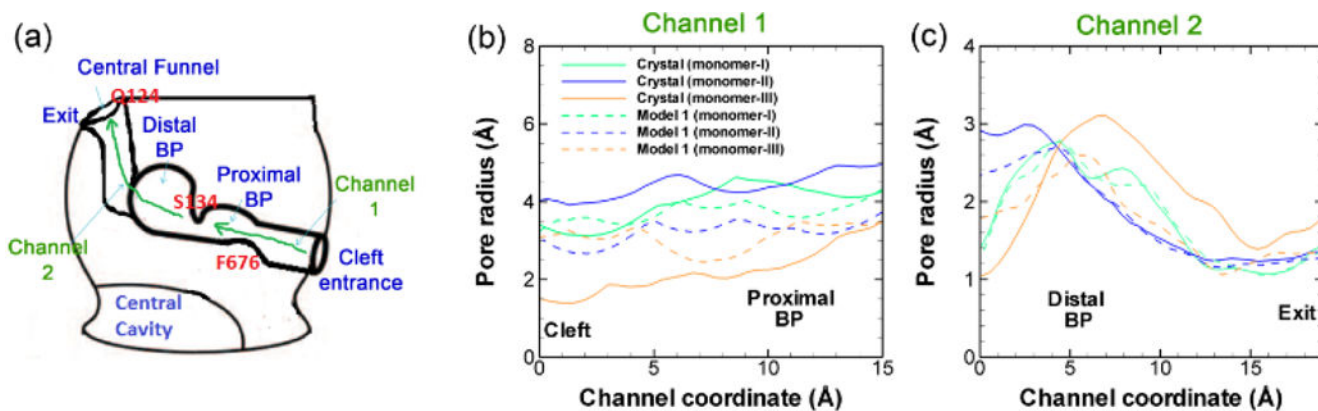 (a)
Central Funnel
Q124
Exit
Distal
BP
Proximal
BP
S134
Channel
1
Channel
2
F676
Cleft
entrance
Central
Cavity
(b)
Channel 1
Pore radius (Å)
8
6
4
2
0
Crystal (monomer-I)
Crystal (monomer-II)
Crystal (monomer-III)
Model 1 (monomer-I)
Model 1 (monomer-II)
Model 1 (monomer-III)
Cleft
Proximal
BP
0 5 10 15
Channel coordinate (Å)
(c)
Channel 2
Pore radius (Å)
4
3
2
1
0
Distal
BP
Exit
0 5 10 15
Channel coordinate (Å)